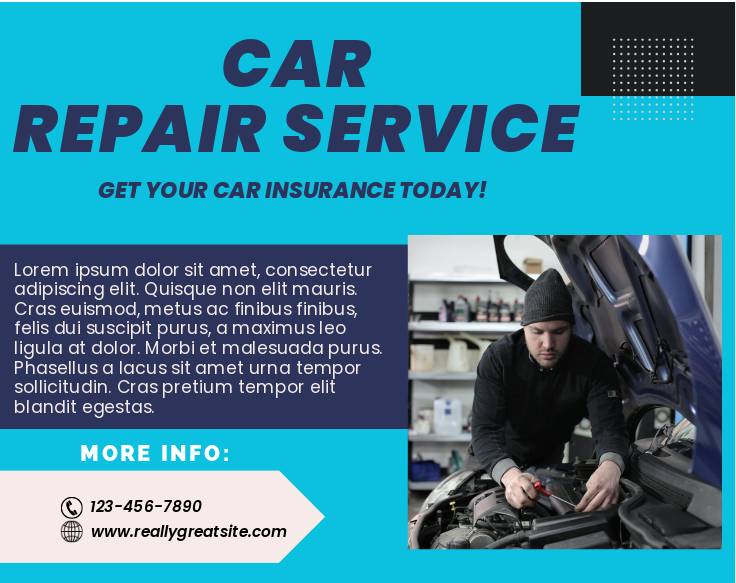 CAR
REPAIR SERVICE
GET YOUR CAR INSURANCE TODAY!
Lorem ipsum dolor sit amet, consectetur
adipiscing elit. Quisque non elit mauris.
Cras euismod, metus ac finibus finibus,
felis dui suscipit purus, a maximus leo
ligula at dolor. Morbi et malesuada purus.
Phasellus a lacus sit amet urna tempor
sollicitudin. Cras pretium tempor elit
blandit egestas.
MORE INFO:
123-456-7890
www.reallygreatsite.com